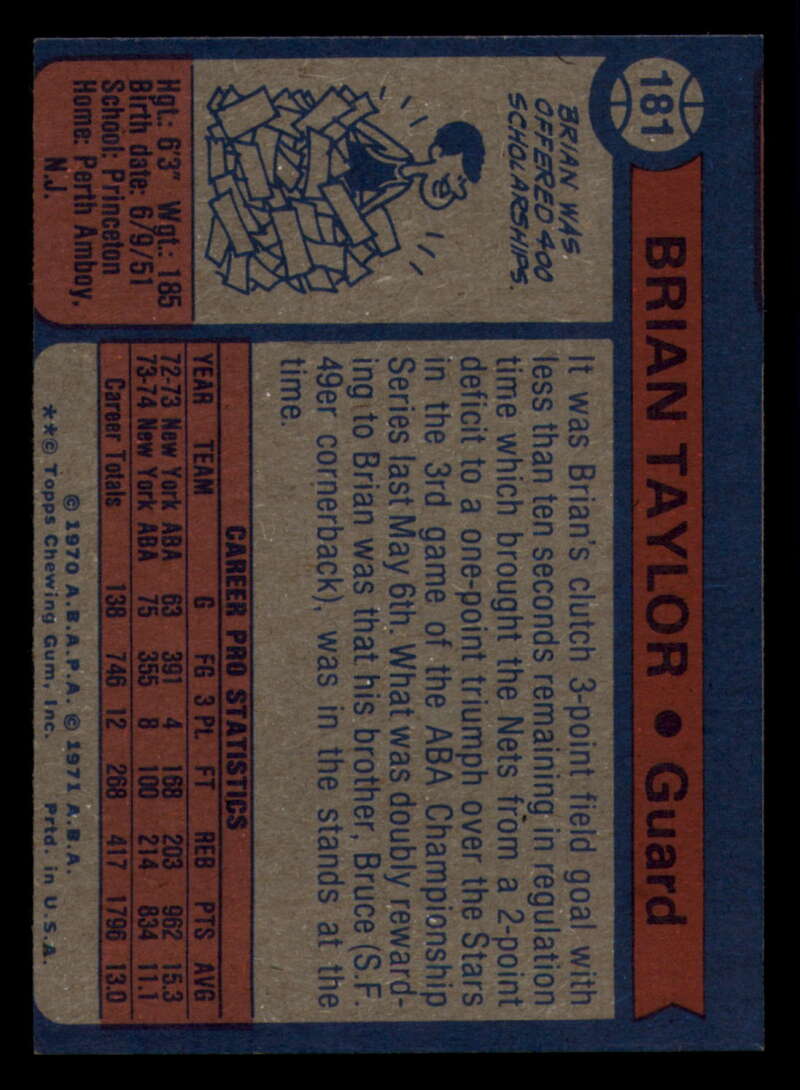 181
BRIAN TAYLOR • Guard
BRIAN WAS
OFFERED 400
SCHOLARSHIPS.
Hgt.: 6'3" Wgt.: 185
Birth date: 6/9/51
School: Princeton
Home: Perth Amboy,
N.J.
It was Brian's clutch 3-point field goal with
less than ten seconds remaining in regulation
time which brought the Nets from a 2-point
deficit to a one-point triumph over the Stars
in the 3rd game of the ABA Championship
Series last May 6th. What was doubly reward-
ing to Brian was that his brother, Bruce (S.F.
49er cornerback), was in the stands at the
time.
CAREER PRO STATISTICS
YEAR TEAM G FG 3 Pt. FT REB PTS AVG
72-73 New York ABA 63 391 4 168 203 962 15.3
73-74 New York ABA 75 355 8 100 214 834 11.1
Career Totals 138 746 12 268 417 1796 13.0
© 1970 A.B.A.P.A. © 1971 A.B.A.
**© Topps Chewing Gum, Inc. Prtd. in U.S.A.